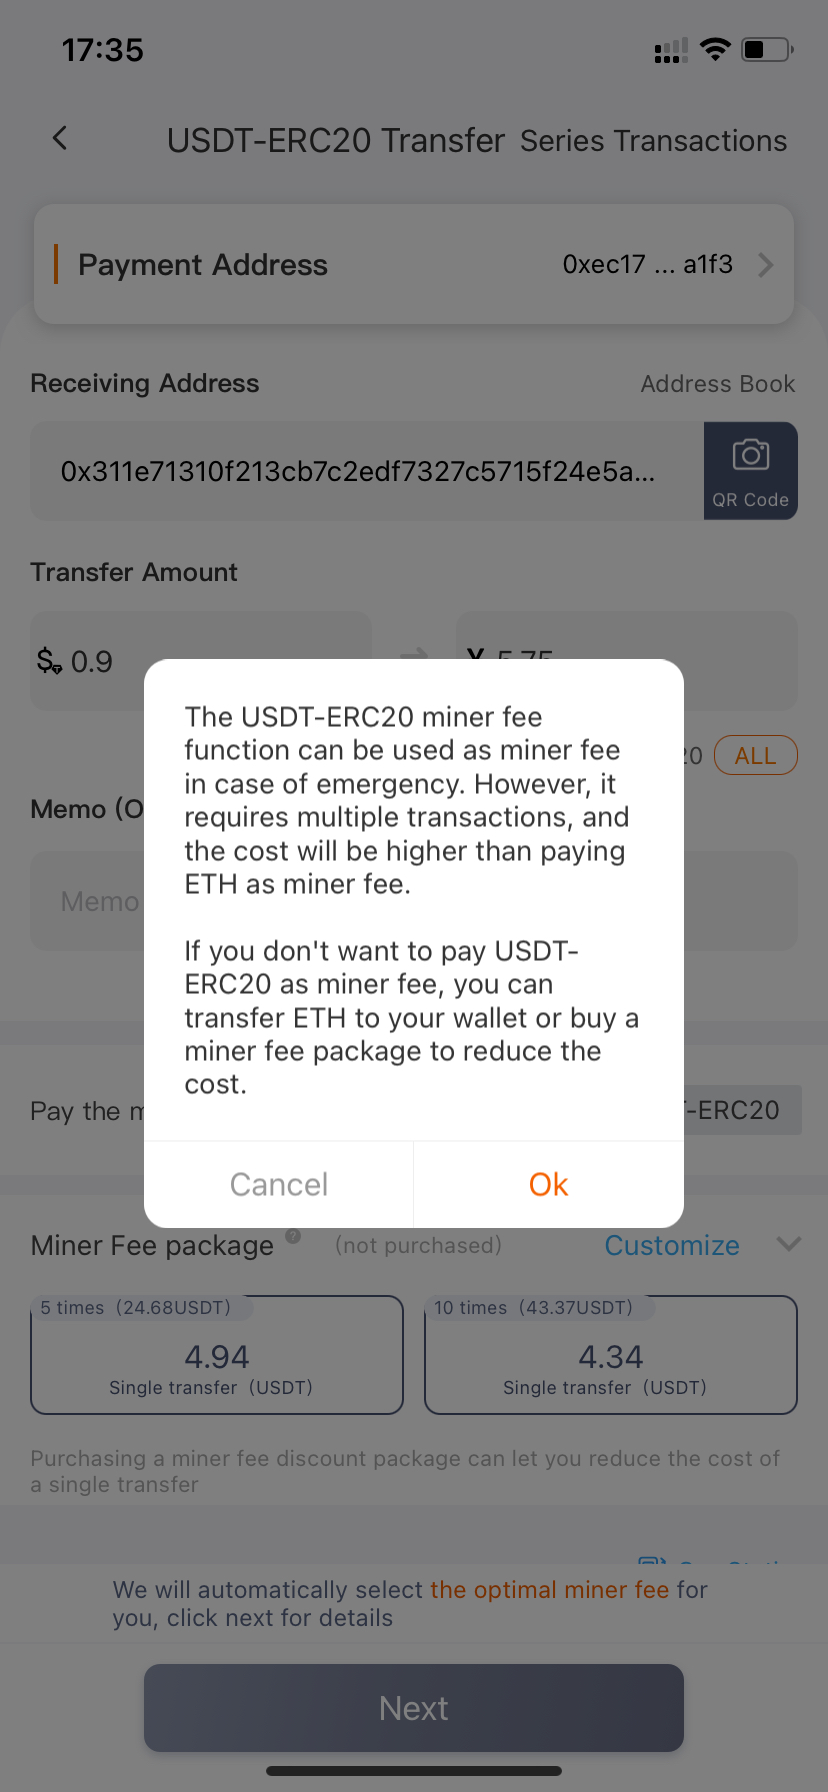 17:35
USDT-ERC20 Transfer Series Transactions
Payment Address 0xec17 ... a1f3
Receiving Address Address Book
0x311e71310f213cb7c2edf7327c5715f24e5a...
QR Code
Transfer Amount
0.9
20 ALL
The USDT-ERC20 miner fee
function can be used as miner fee
in case of emergency. However, it
requires multiple transactions, and
the cost will be higher than paying
ETH as miner fee.
If you don't want to pay USDT-
ERC20 as miner fee, you can
transfer ETH to your wallet or buy a
miner fee package to reduce the
cost.
Cancel Ok
Memo (O
Memo
Pay the m T-ERC20
Miner Fee package ? (not purchased) Customize
5 times (24.68USDT) 10 times (43.37USDT)
4.94 4.34
Single transfer (USDT) Single transfer (USDT)
Purchasing a miner fee discount package can let you reduce the cost of
a single transfer
We will automatically select the optimal miner fee for
you, click next for details
Next